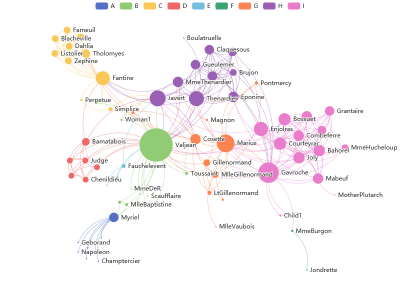 A B C D E F G H I
Fameuil
Boulatruelle
Blacheville
Dahlia
Listolier Tholomyes
Claquesous
Zephine
Gueulemer
Brujon
Fantine
MmeThenardier
Pontmercy
Pergetue
Javert
Thenardier
Eponine
Simplice
Grantaire
Woman1
Magnon
Bossuet
Enjolras
Combeferre
Bamatabois
Valjean
Cosette
Marius
Courfeyrac
Bahorel
MmeHucheloup
Judge
Joly
Fauchelevent
Gillenormand
Chenildieu
Toussaint
MlleGillenormand
Gavroche
Mabeuf
MmeDeR
Scaufflaire
LtGillenormand
MotherPlutarch
MlleBaptistine
Myriel
Child1
MlleVaubois
MmeBurgon
Geborand
Napoleon
Champtercier
Jondrette